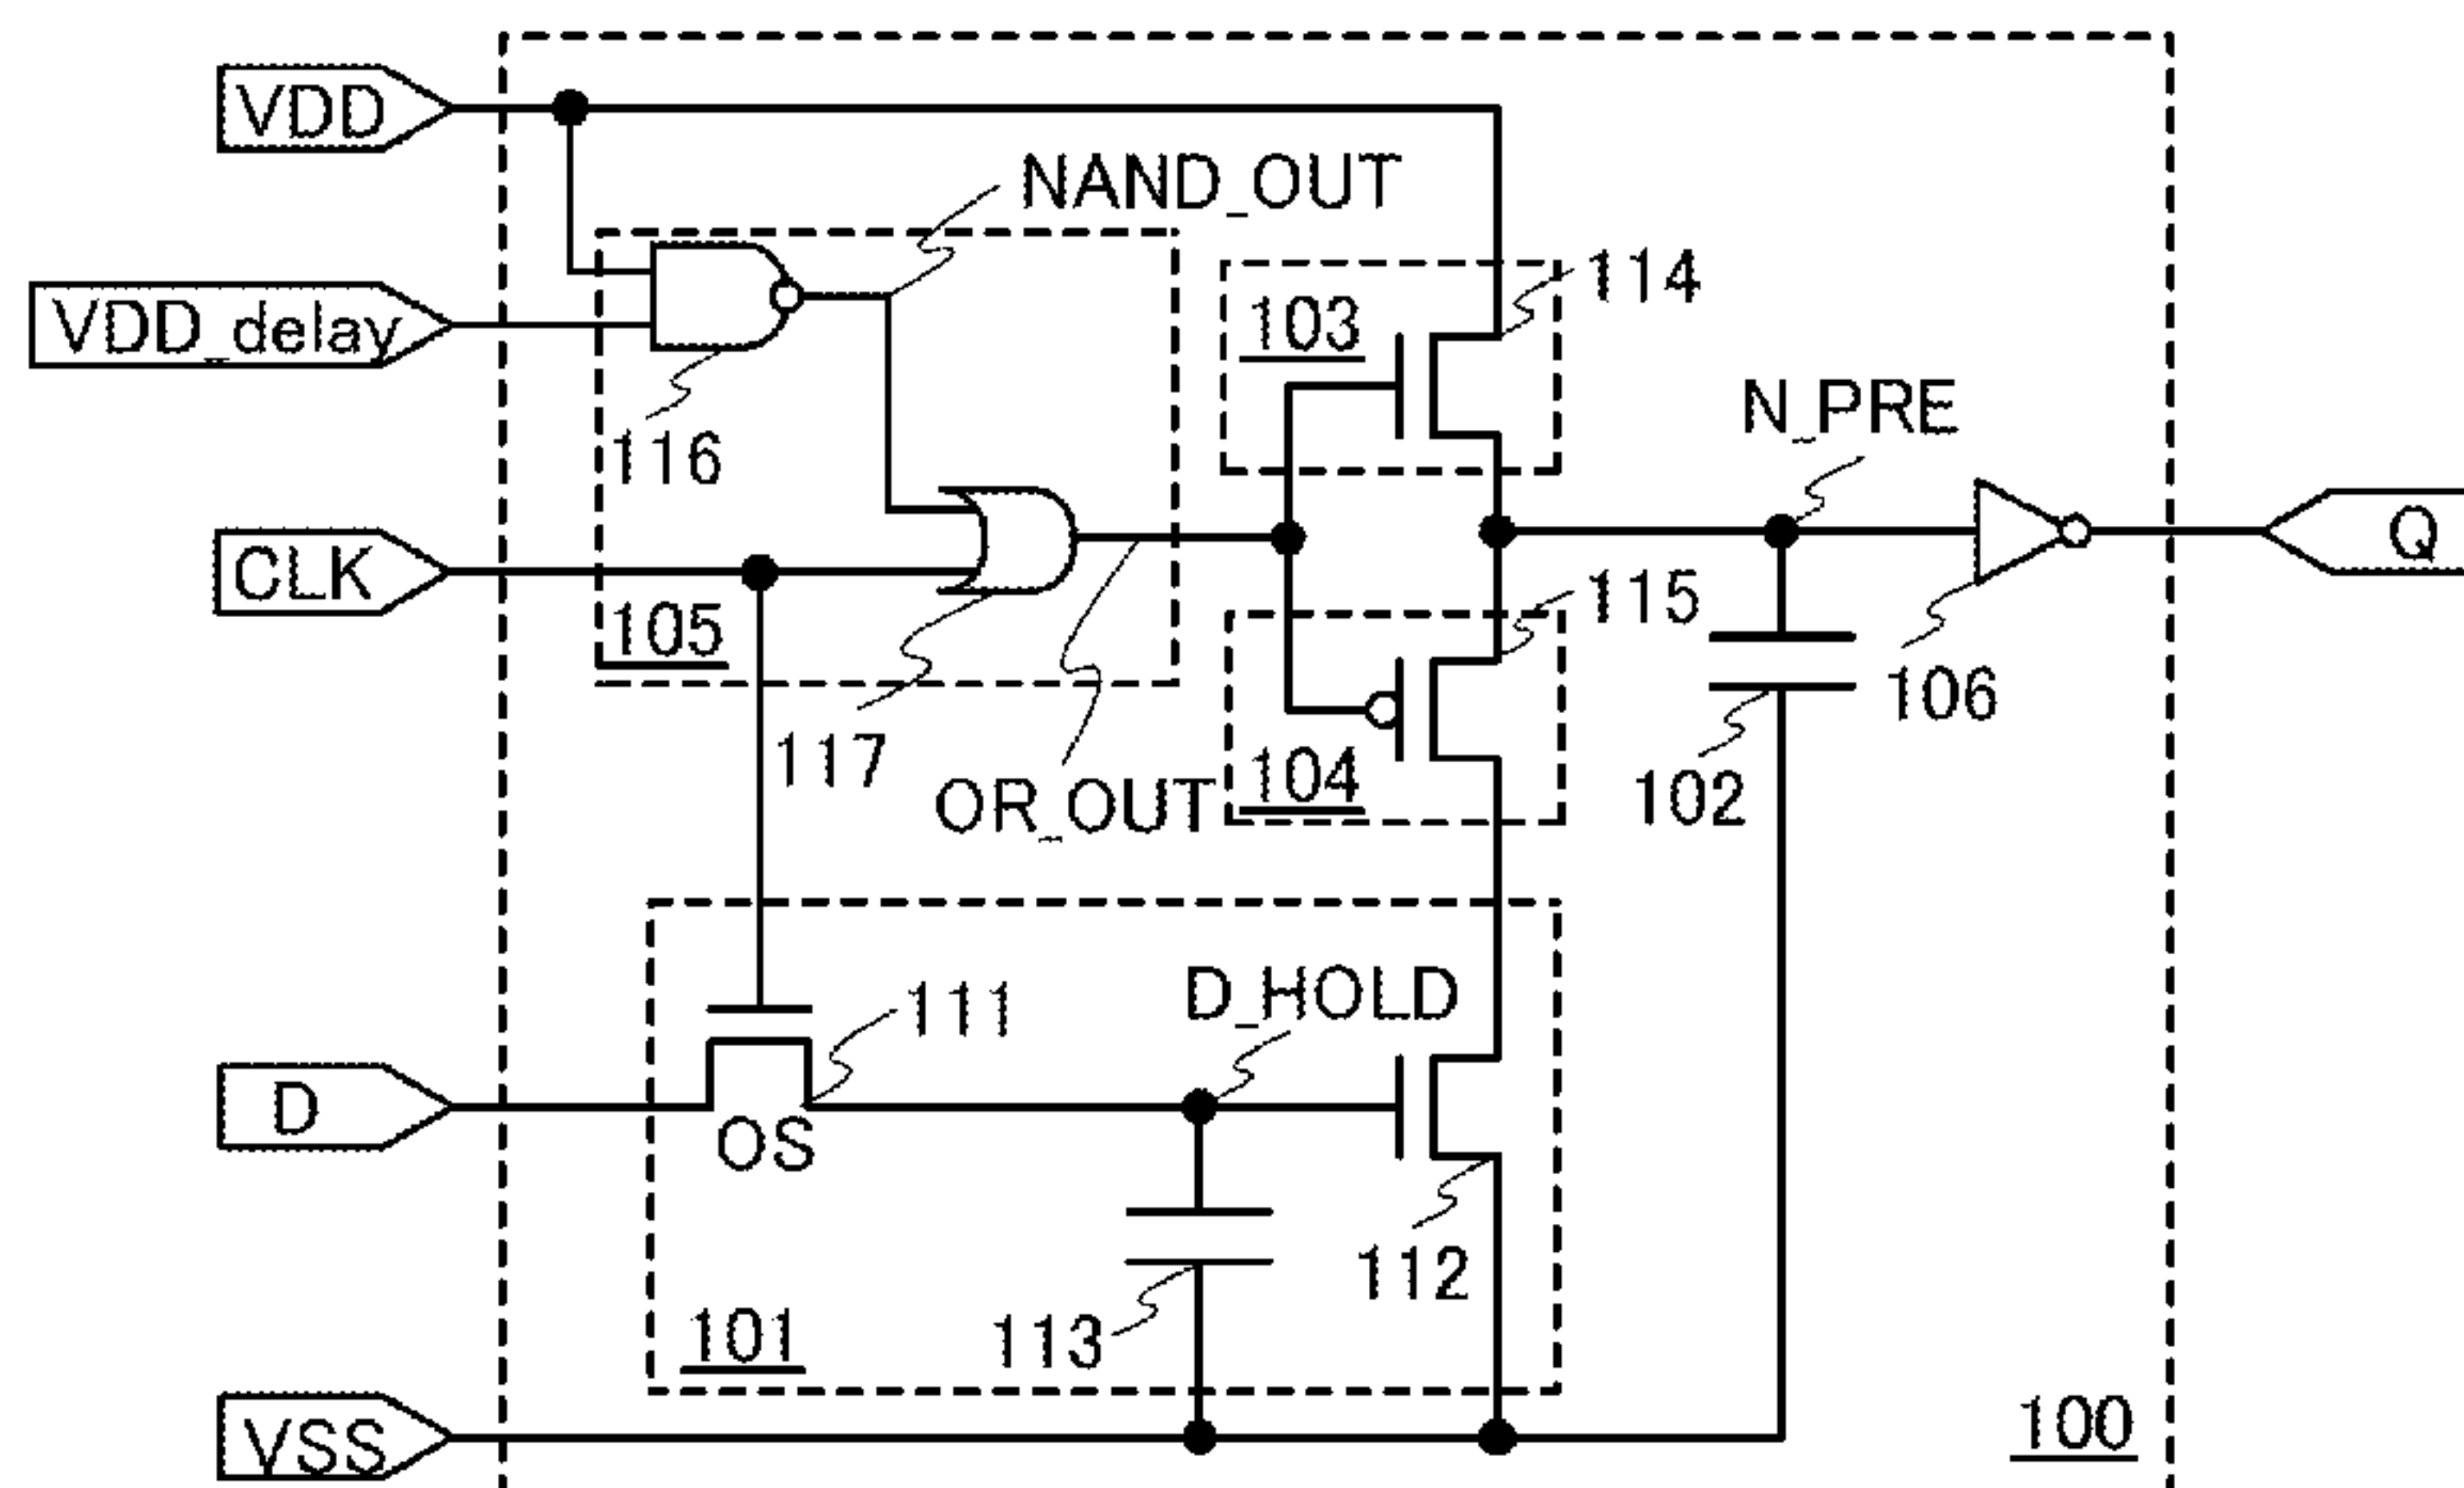 VDD
NAND_OUT
114
103
VDD_delay
N_PRE
116
CLK
Q
105
115
106
117
104
102
OR_OUT
D_HOLD
111
D
OS
112
113
101
VSS
100